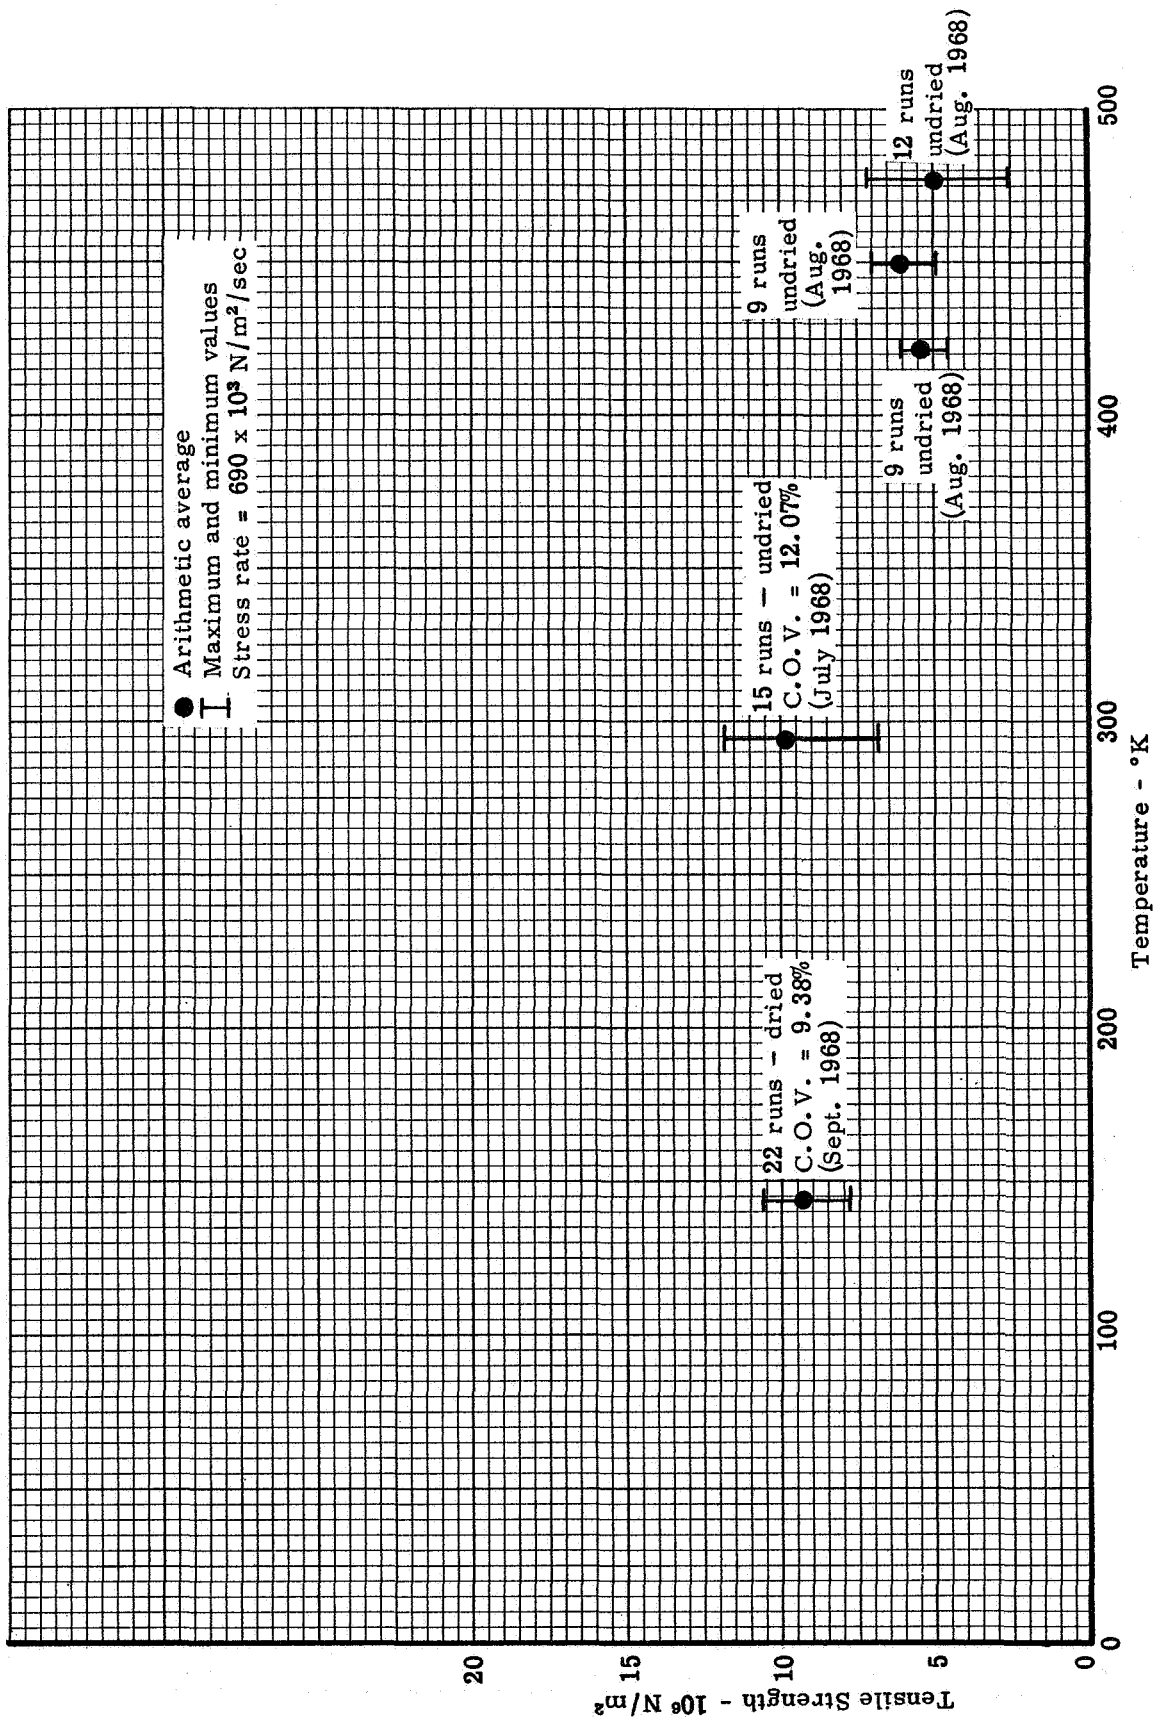 ● Arithmetic average
Maximum and minimum values
Stress rate = 690 x 10³ N/m²/sec
22 runs — dried
C.O.V. = 9.38%
(Sept. 1968)
15 runs — undried
C.O.V. = 12.07%
(July 1968)
9 runs
undried
(Aug. 1968)
9 runs
undried
(Aug.
1968)
12 runs
undried
(Aug. 1968)
Tensile Strength - 10⁶ N/m²
20
15
10
5
0
0
100
200
300
400
500
Temperature - °K